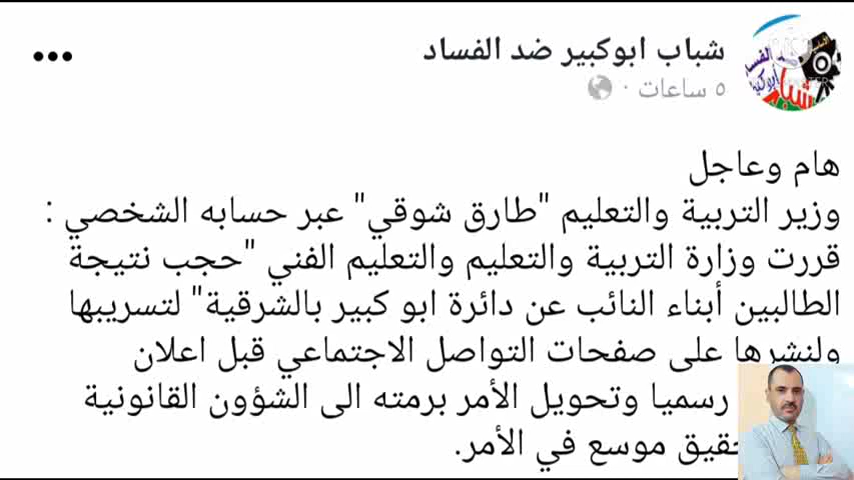 شباب ابوكبير ضد الفساد
٥ ساعات ·
هام وعاجل
وزير التربية والتعليم "طارق شوقي" عبر حسابه الشخصي :
قررت وزارة التربية والتعليم والتعليم الفني "حجب نتيجة
الطالبين أبناء النائب عن دائرة ابو كبير بالشرقية" لتسريبها
ولنشرها على صفحات التواصل الاجتماعي قبل اعلان
رسميا وتحويل الأمر برمته الى الشؤون القانونية
موسع في الأمر.